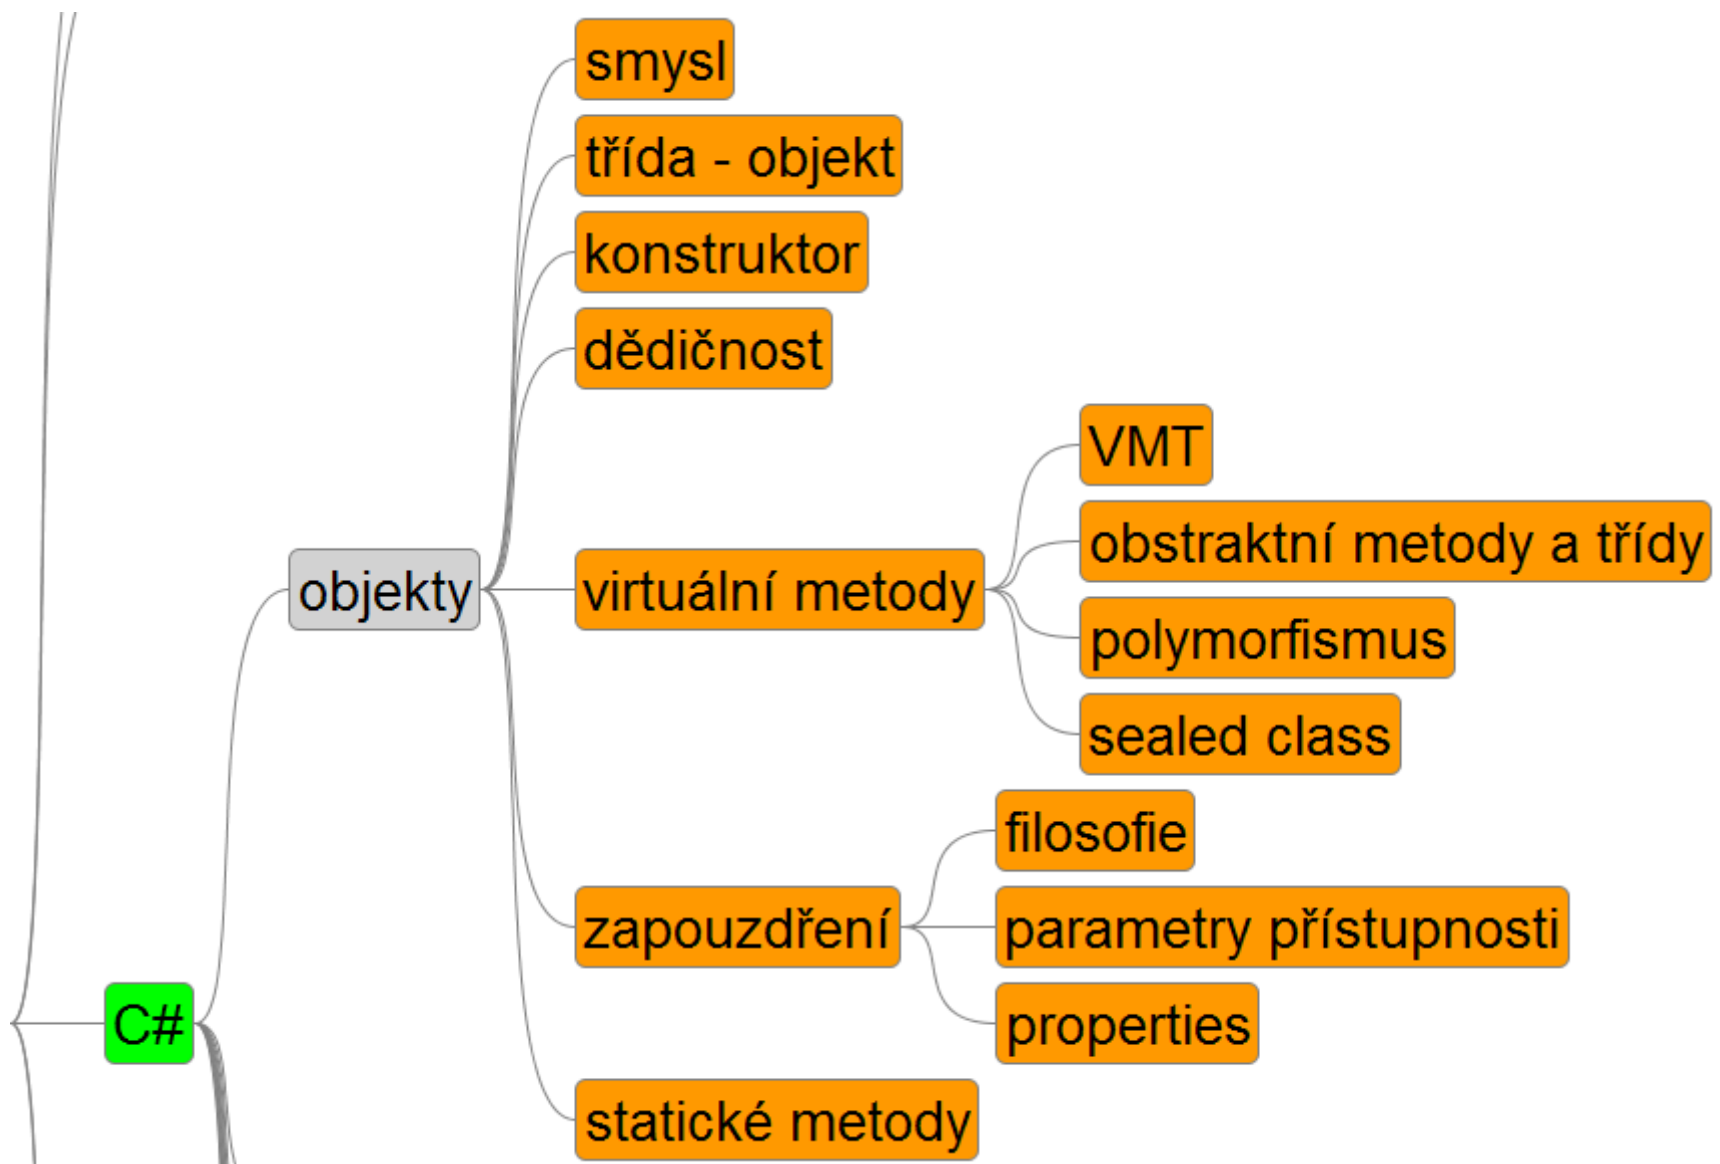 smysl
třída - objekt
konstruktor
dědičnost
VMT
obstraktní metody a třídy
objekty
virtuální metody
polymorfismus
sealed class
filosofie
zapouzdření
parametry přístupnosti
C#
properties
statické metody